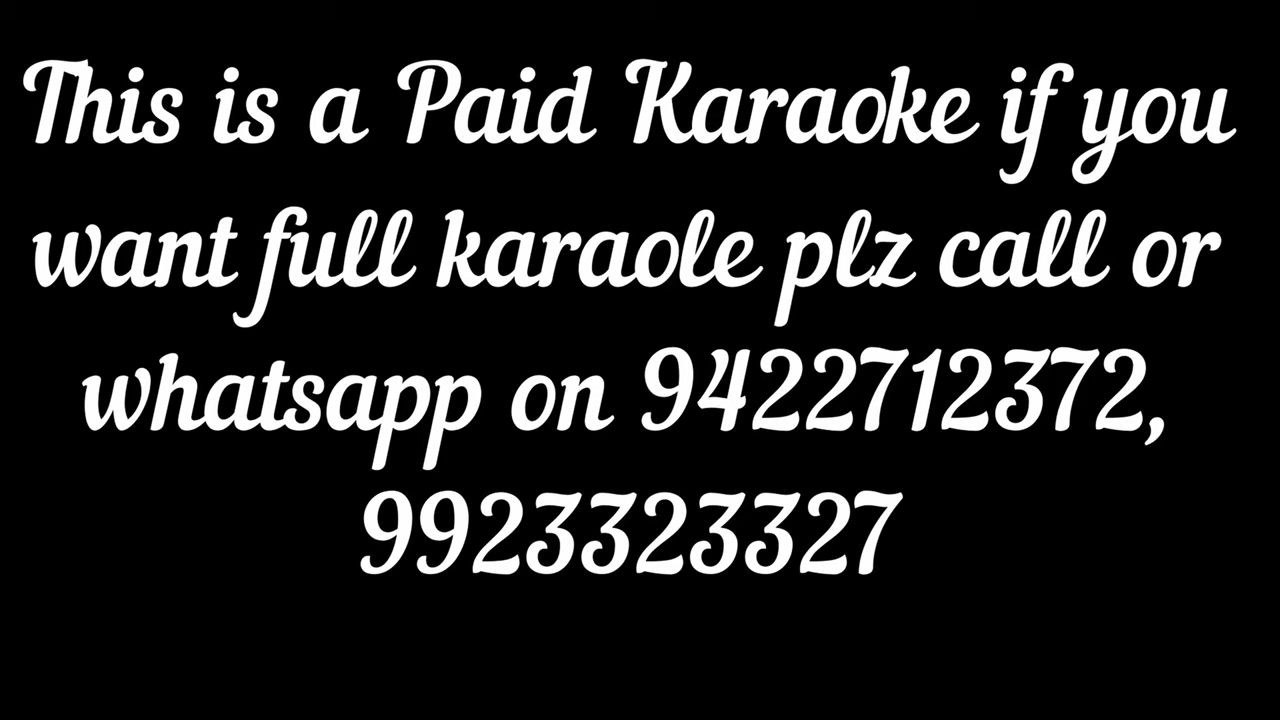 This is a Paid Karaoke if you
want full karaole plz call or
whatsapp on 9422712372,
9923323327